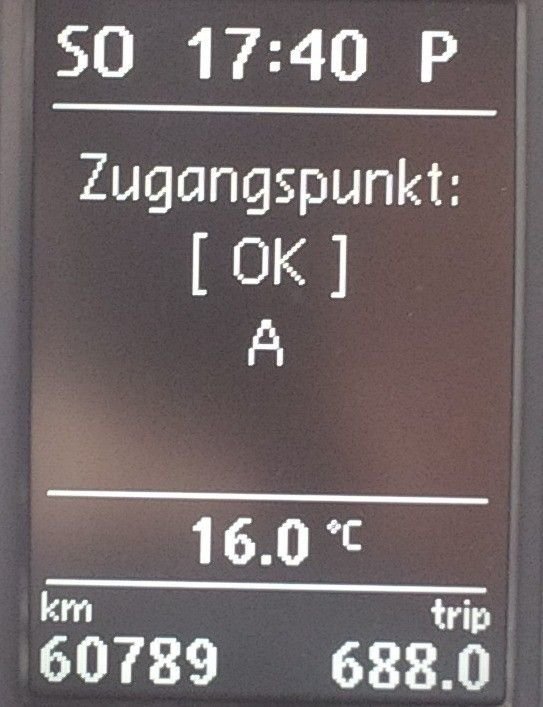 SO 17:40 P
Zugangspunkt:
[ OK ]
A
16.0 °C
km trip
60789 688.0